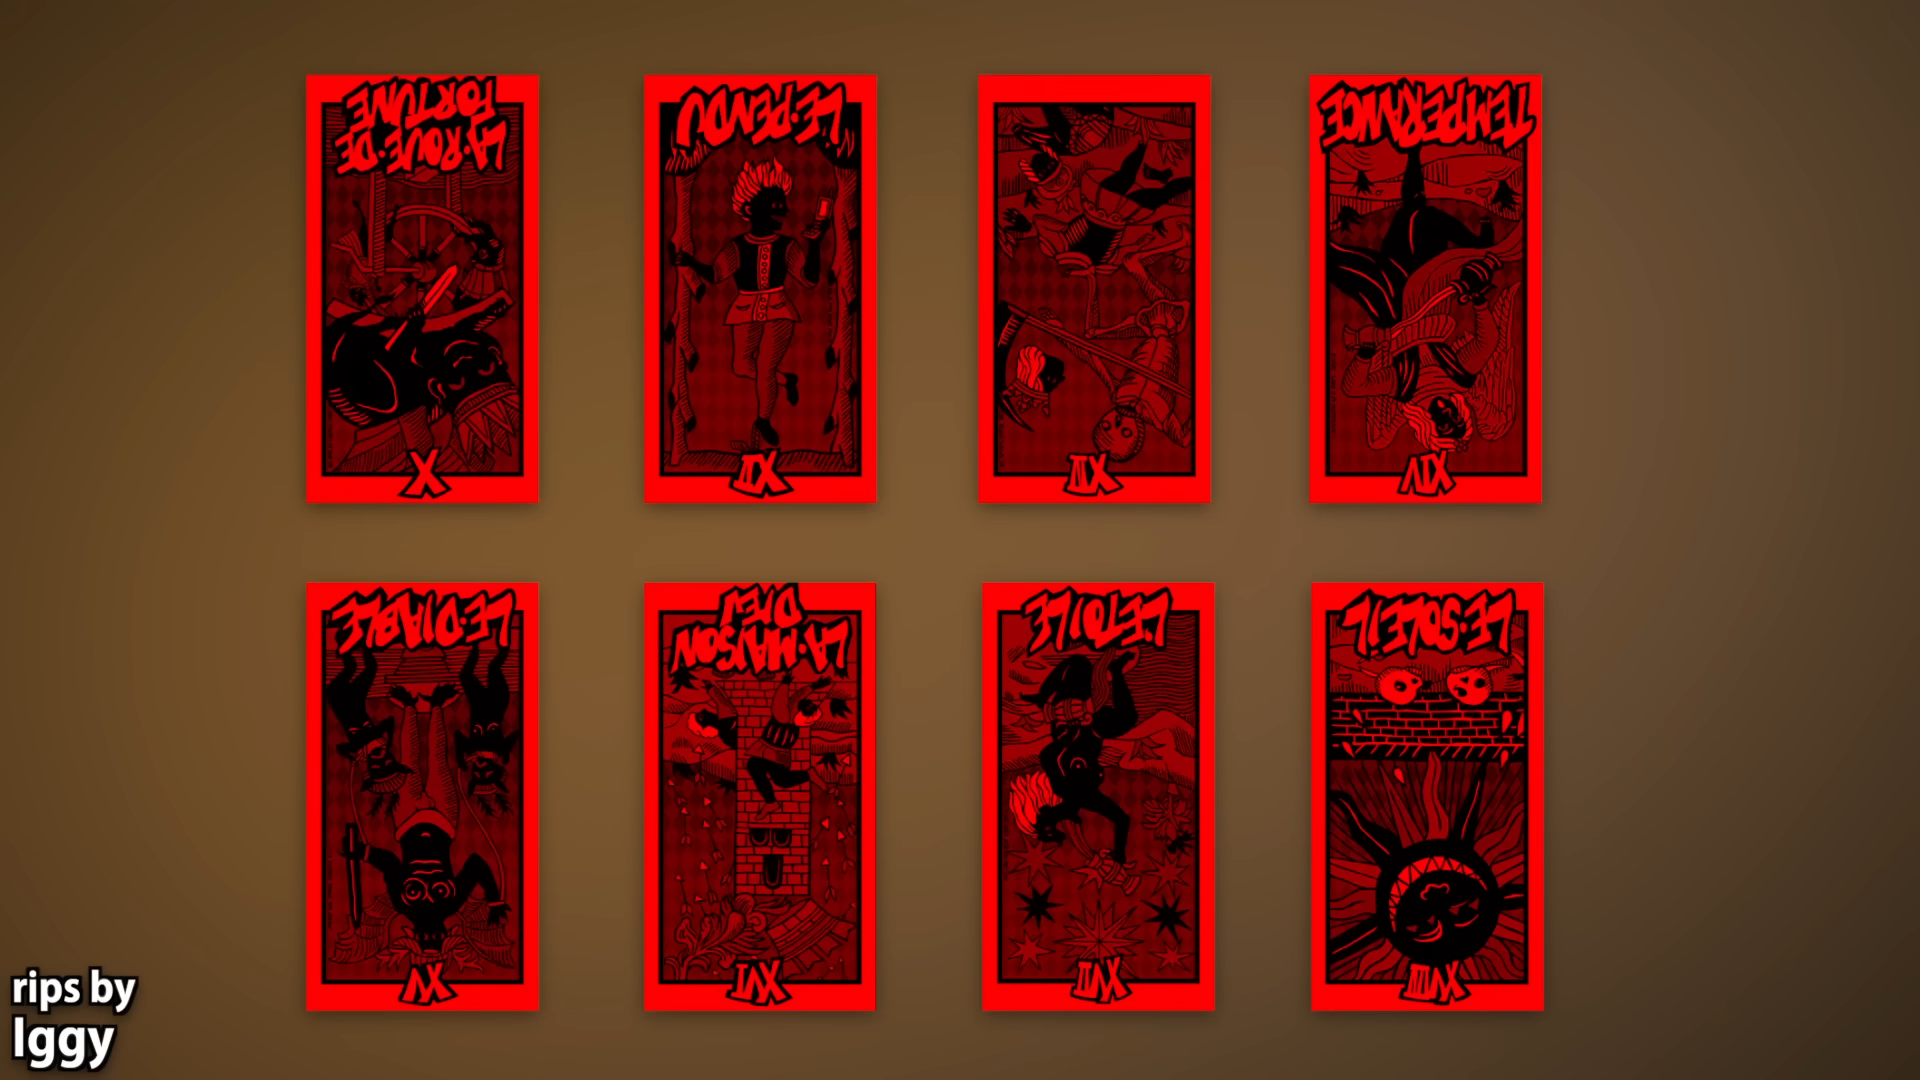 LA·ROUE·DE
FORTUNE
X
LE·PENDU
XII
XIII
TEMPERANCE
XIV
LE·DIABLE
XV
LA·MAISON
DIEU
XVI
L'ETOILE
XVII
LE·SOLEIL
XVIII
rips by
Iggy